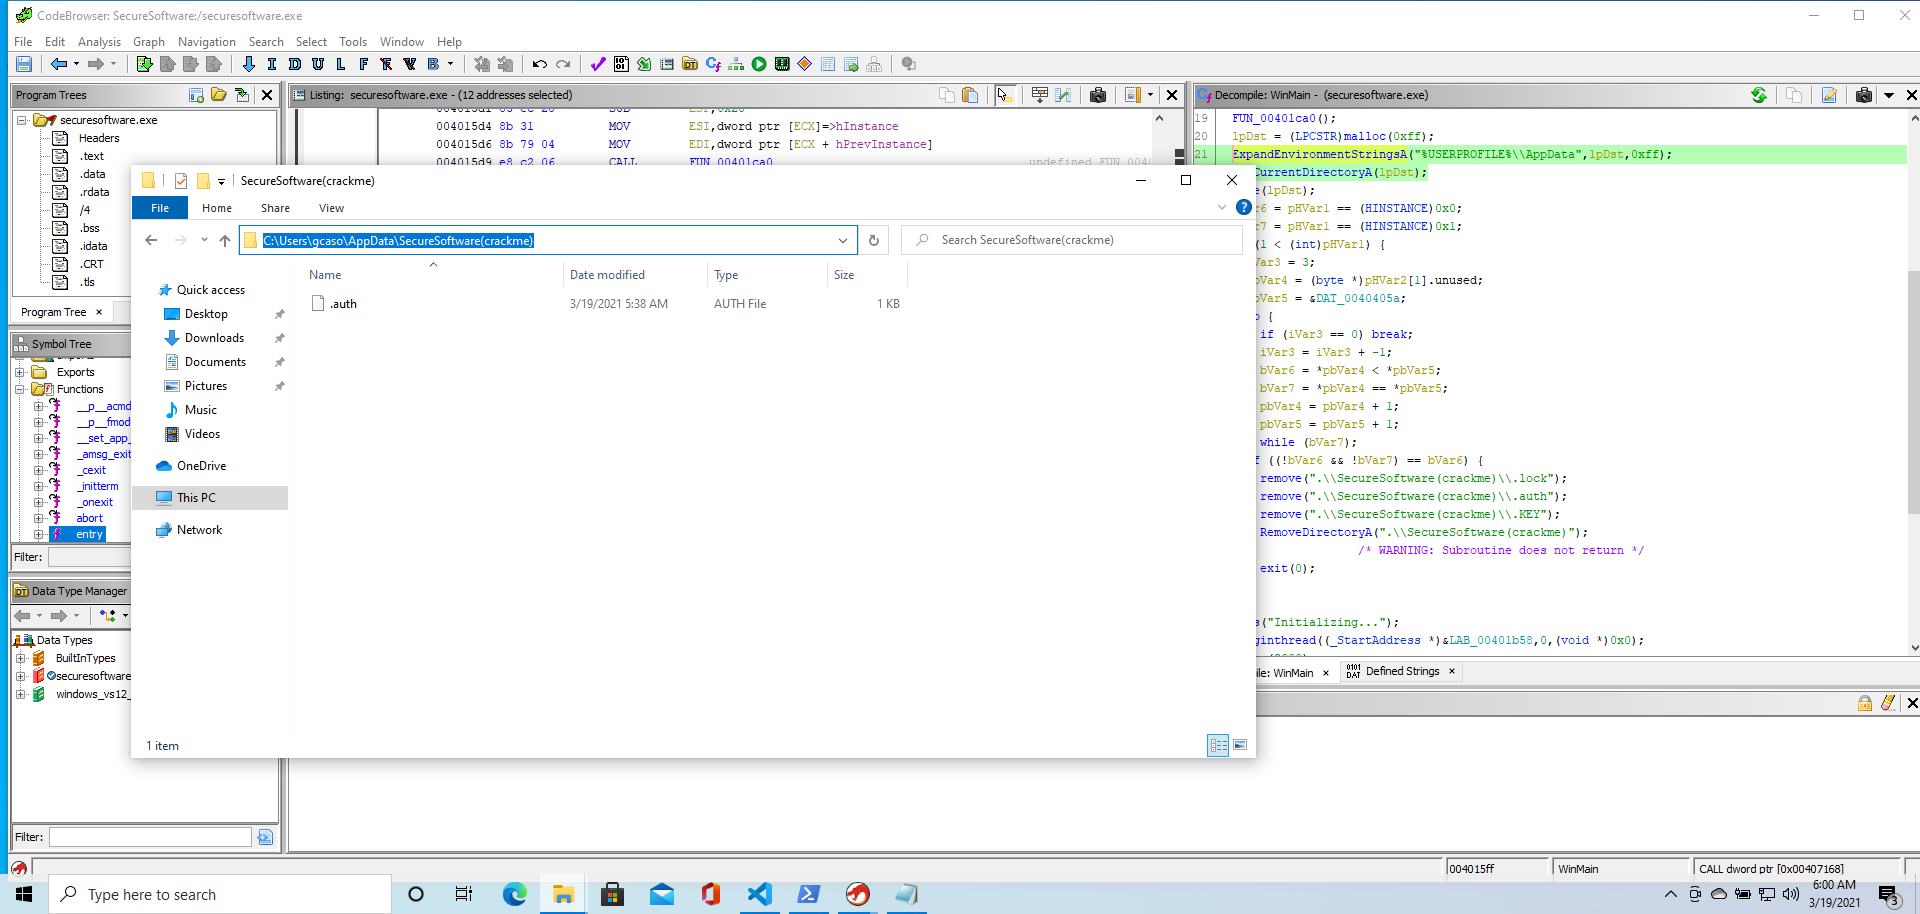 CodeBrowser: SecureSoftware:/securesoftware.exe
File Edit Analysis Graph Navigation Search Select Tools Window Help
Program Trees
securesoftware.exe
Headers
.text
.data
.rdata
/4
.bss
.idata
.CRT
.tls
Program Tree ×
Symbol Tree
Exports
Functions
__p__acmd
__p__fmod
__set_app_
_amsg_exit
_cexit
_initterm
_onexit
abort
entry
Filter:
Data Type Manager
Data Types
BuiltInTypes
securesoftware
windows_vs12_
Filter:
Listing: securesoftware.exe - (12 addresses selected)
004015d4 8b 31 MOV ESI,dword ptr [ECX]=>hInstance
004015d6 8b 79 04 MOV EDI,dword ptr [ECX + hPrevInstance]
004015d9 e8 c2 06 CALL FUN_00401ca0
SecureSoftware(crackme)
File Home Share View
C:\Users\gcaso\AppData\SecureSoftware(crackme)
Search SecureSoftware(crackme)
Name Date modified Type Size
.auth 3/19/2021 5:38 AM AUTH File 1 KB
Quick access
Desktop
Downloads
Documents
Pictures
Music
Videos
OneDrive
This PC
Network
1 item
Decompile: WinMain - (securesoftware.exe)
19 FUN_00401ca0();
20 lpDst = (LPCSTR)malloc(0xff);
21 ExpandEnvironmentStringsA("%USERPROFILE%\\AppData",lpDst,0xff);
CurrentDirectoryA(lpDst);
e(lpDst);
r6 = pHVar1 == (HINSTANCE)0x0;
r7 = pHVar1 == (HINSTANCE)0x1;
(1 < (int)pHVar1) {
Var3 = 3;
bVar4 = (byte *)pHVar2[1].unused;
bVar5 = &DAT_0040405a;
o {
if (iVar3 == 0) break;
iVar3 = iVar3 + -1;
bVar6 = *pbVar4 < *pbVar5;
bVar7 = *pbVar4 == *pbVar5;
pbVar4 = pbVar4 + 1;
pbVar5 = pbVar5 + 1;
while (bVar7);
f ((!bVar6 && !bVar7) == bVar6) {
remove(".\\SecureSoftware(crackme)\\.lock");
remove(".\\SecureSoftware(crackme)\\.auth");
remove(".\\SecureSoftware(crackme)\\.KEY");
RemoveDirectoryA(".\\SecureSoftware(crackme)");
/* WARNING: Subroutine does not return */
exit(0);
s("Initializing...");
ginthread((_StartAddress *)&LAB_00401b58,0,(void *)0x0);
ile: WinMain × Defined Strings ×
004015ff WinMain CALL dword ptr [0x00407168]
Type here to search
6:00 AM
3/19/2021
3